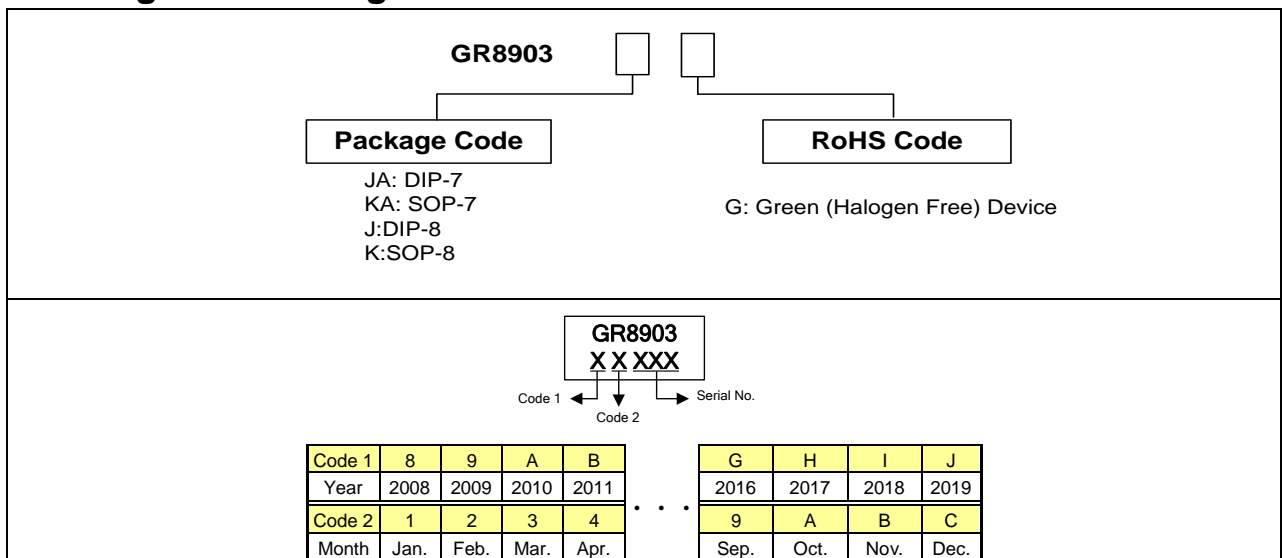 GR8903
Package Code
RoHS Code
JA: DIP-7
KA: SOP-7
J:DIP-8
K:SOP-8
G: Green (Halogen Free) Device
GR8903
X X XXX
Code 1
Serial No.
Code 2
Code 1 8 9 A B G H I J
Year 2008 2009 2010 2011 . . . 2016 2017 2018 2019
Code 2 1 2 3 4 9 A B C
Month Jan. Feb. Mar. Apr. Sep. Oct. Nov. Dec.